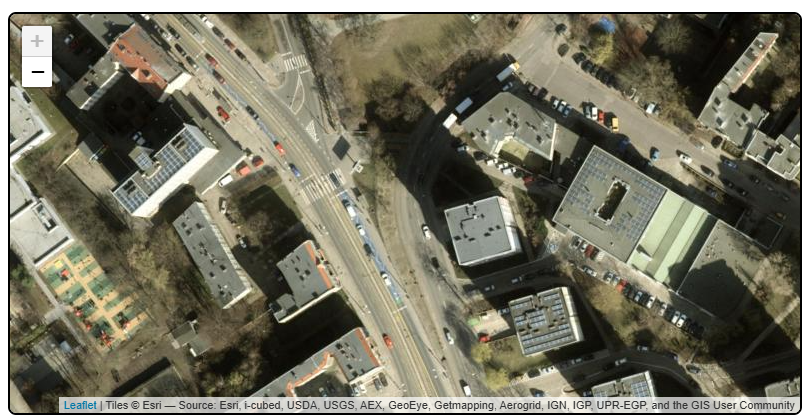 +
−
Leaflet | Tiles © Esri — Source: Esri, i-cubed, USDA, USGS, AEX, GeoEye, Getmapping, Aerogrid, IGN, IGP, UPR-EGP, and the GIS User Community